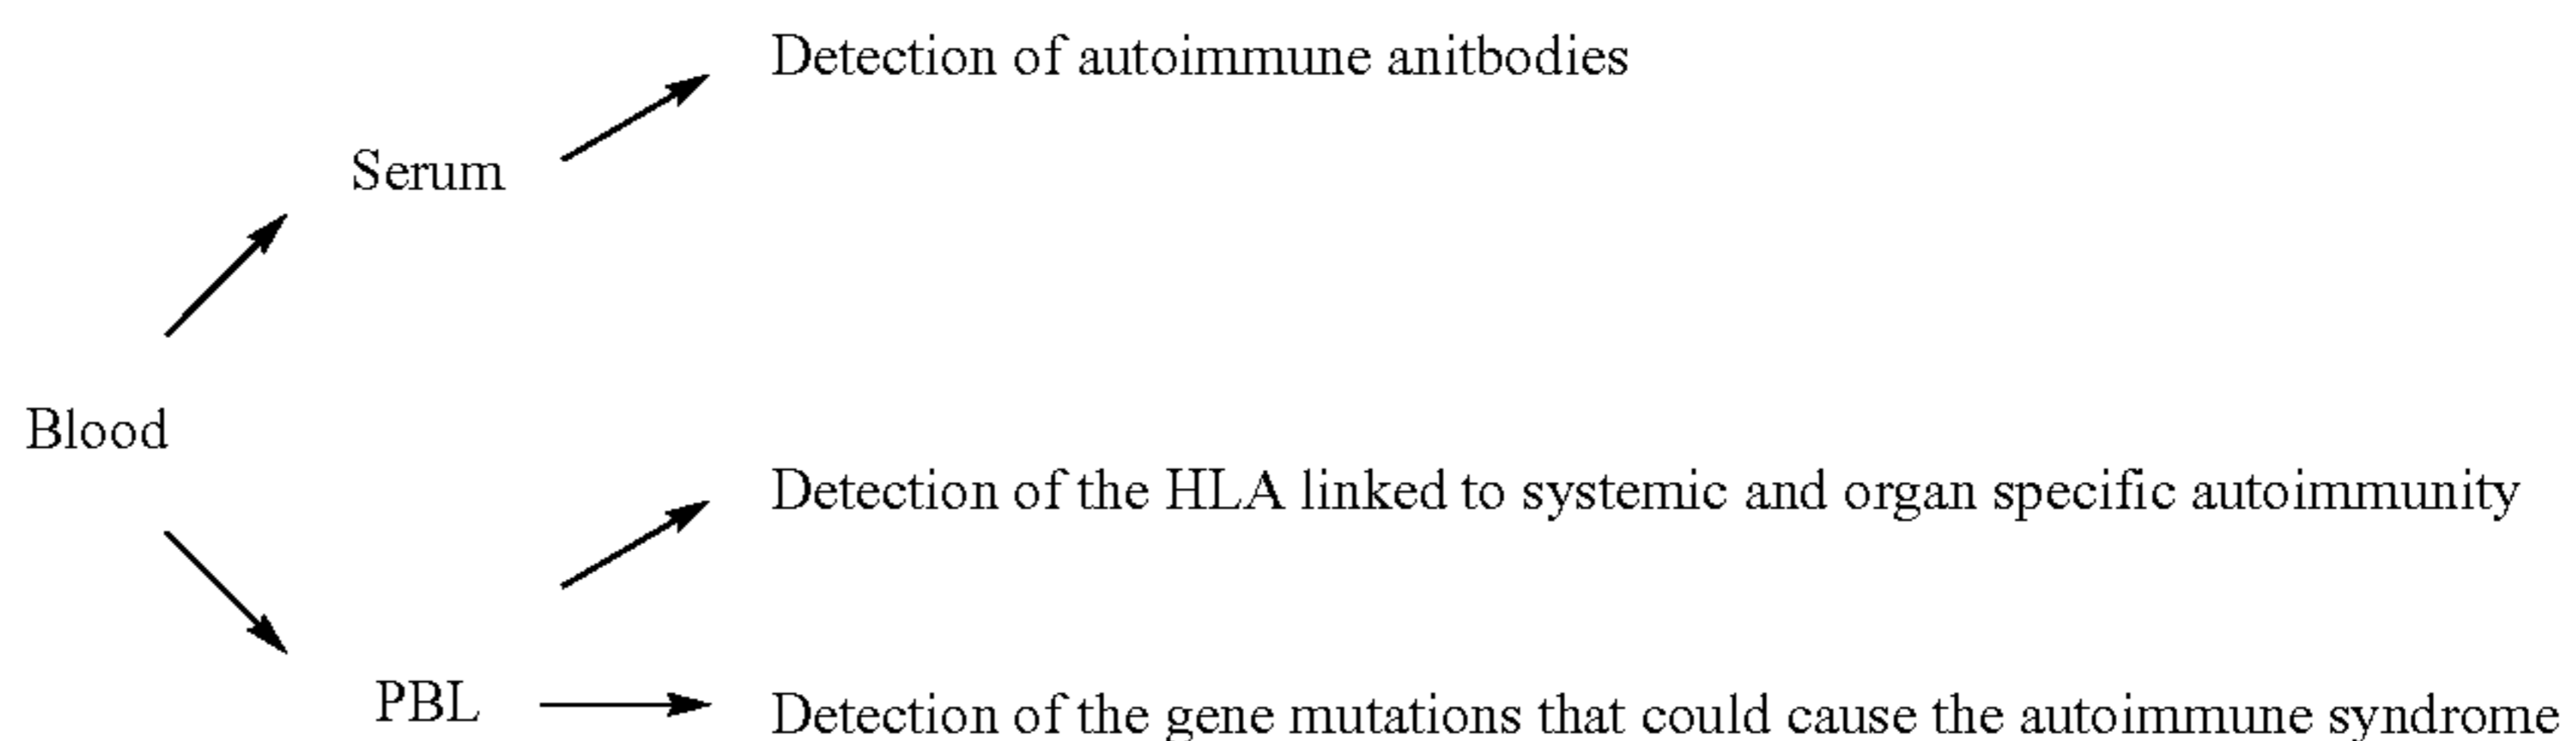 Detection of autoimmune anitbodies
Serum
Blood
Detection of the HLA linked to systemic and organ specific autoimmunity
PBL
Detection of the gene mutations that could cause the autoimmune syndrome